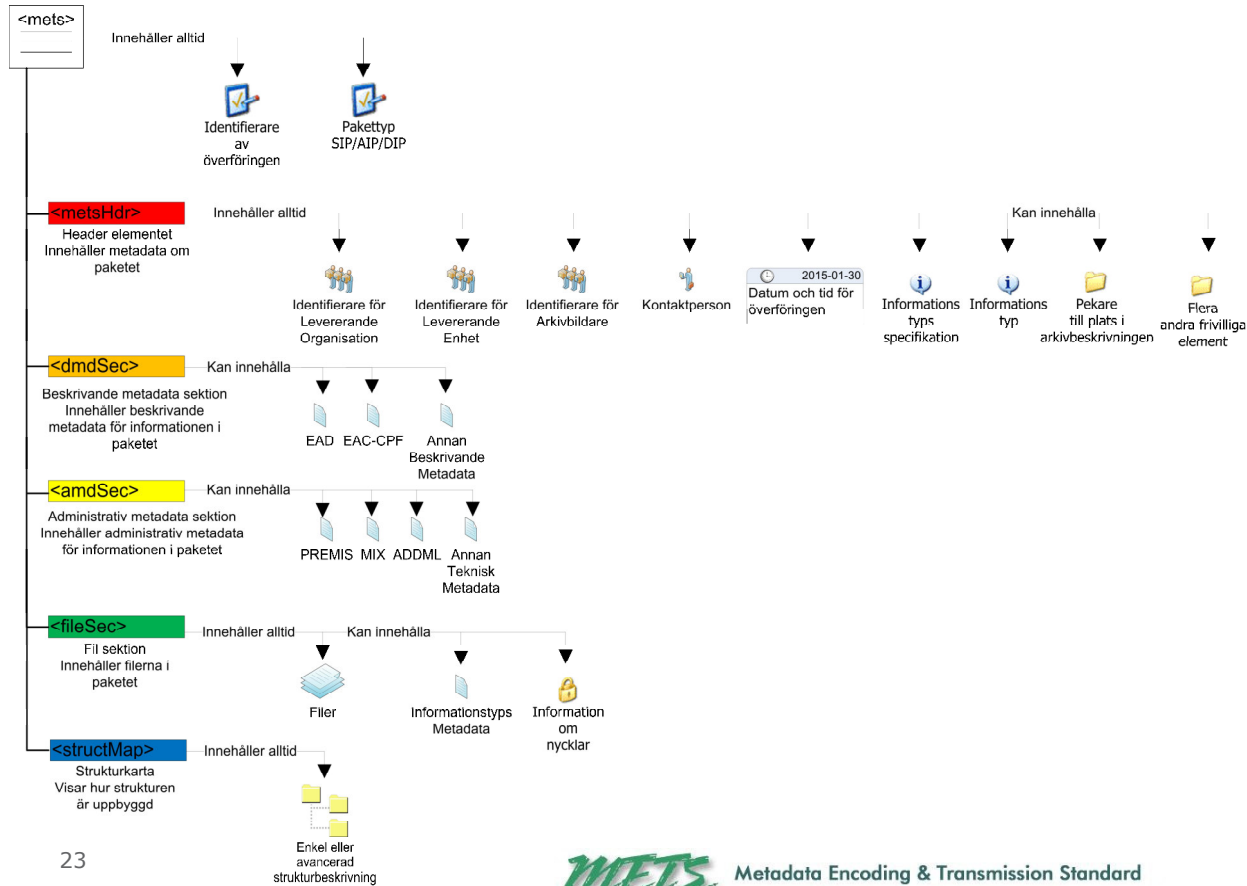 <mets>
Innehåller alltid
Identifierare
av
överföringen
Pakettyp
SIP/AIP/DIP
<metsHdr>
Header elementet
Innehåller metadata om
paketet
Innehåller alltid
Kan innehålla
Identifierare för
Levererande
Organisation
Identifierare för
Levererande
Enhet
Identifierare för
Arkivbildare
Kontaktperson
2015-01-30
Datum och tid för
överföringen
Informations
typs
specifikation
Informations
typ
Pekare
till plats i
arkivbeskrivningen
Flera
andra frivilliga
element
<dmdSec>
Beskrivande metadata sektion
Innehåller beskrivande
metadata för informationen i
paketet
Kan innehålla
EAD
EAC-CPF
Annan
Beskrivande
Metadata
<amdSec>
Administrativ metadata sektion
Innehåller administrativ metadata
för informationen i paketet
Kan innehålla
PREMIS
MIX
ADDML
Annan
Teknisk
Metadata
<fileSec>
Fil sektion
Innehåller filerna i
paketet
Innehåller alltid
Kan innehålla
Filer
Informationstyps
Metadata
Information
om
nycklar
<structMap>
Strukturkarta
Visar hur strukturen
är uppbyggd
Innehåller alltid
Enkel eller
avancerad
strukturbeskrivning
23
METS
Metadata Encoding & Transmission Standard